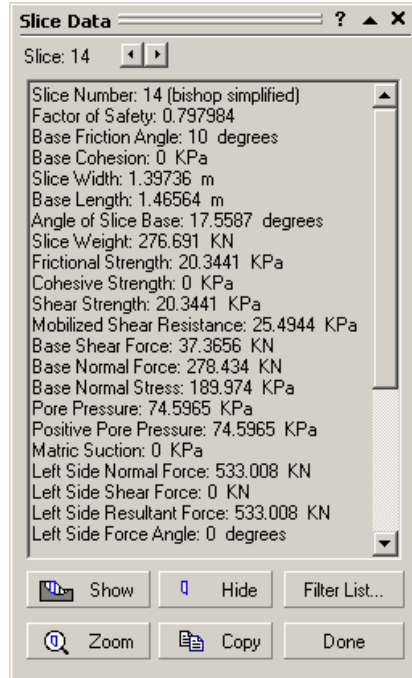 Slice Data ?
Slice: 14
Slice Number: 14 (bishop simplified)
Factor of Safety: 0.797984
Base Friction Angle: 10 degrees
Base Cohesion: 0 KPa
Slice Width: 1.39736 m
Base Length: 1.46564 m
Angle of Slice Base: 17.5587 degrees
Slice Weight: 276.691 KN
Frictional Strength: 20.3441 KPa
Cohesive Strength: 0 KPa
Shear Strength: 20.3441 KPa
Mobilized Shear Resistance: 25.4944 KPa
Base Shear Force: 37.3656 KN
Base Normal Force: 278.434 KN
Base Normal Stress: 189.974 KPa
Pore Pressure: 74.5965 KPa
Positive Pore Pressure: 74.5965 KPa
Matric Suction: 0 KPa
Left Side Normal Force: 533.008 KN
Left Side Shear Force: 0 KN
Left Side Resultant Force: 533.008 KN
Left Side Force Angle: 0 degrees
Show Hide Filter List...
Zoom Copy Done